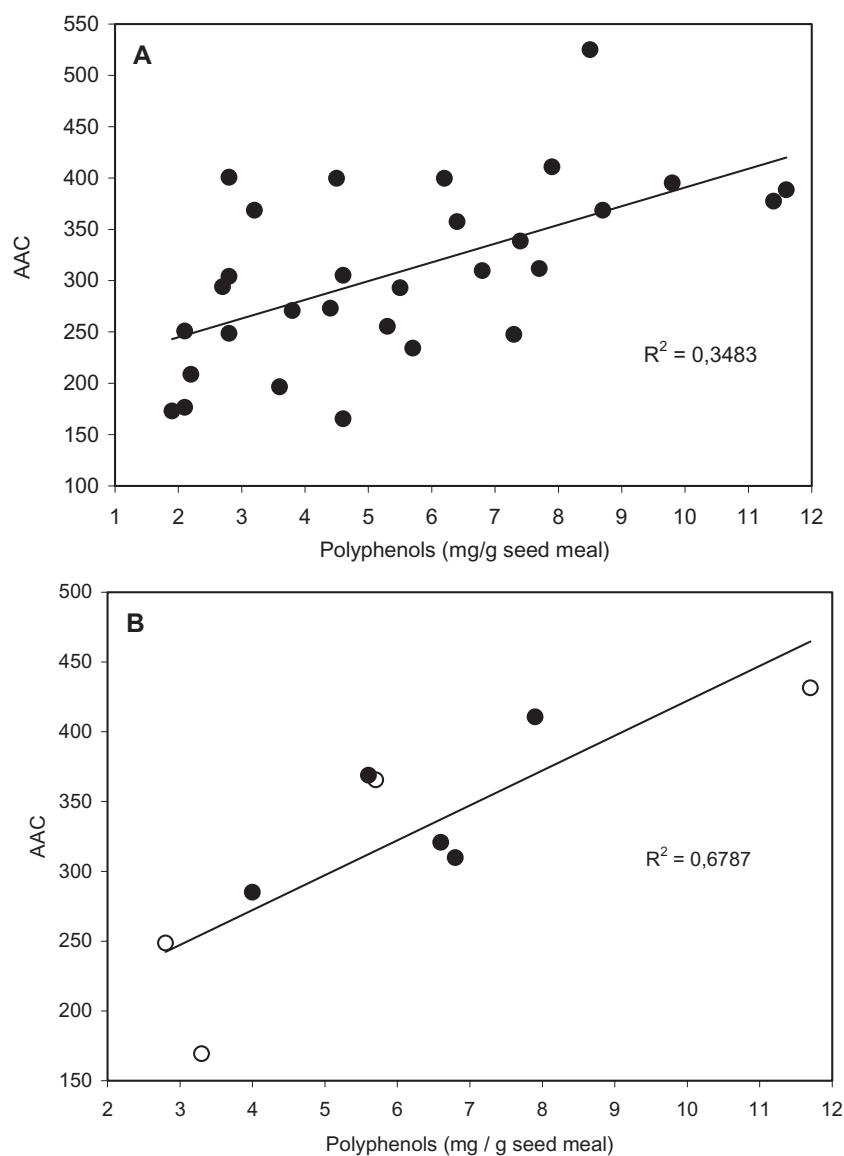 A
550
500
450
400
350
300
250
200
150
100
AAC
R² = 0,3483
1 2 3 4 5 6 7 8 9 10 11 12
Polyphenols (mg/g seed meal)
B
500
450
400
350
300
250
200
150
AAC
R² = 0,6787
2 3 4 5 6 7 8 9 10 11 12
Polyphenols (mg / g seed meal)